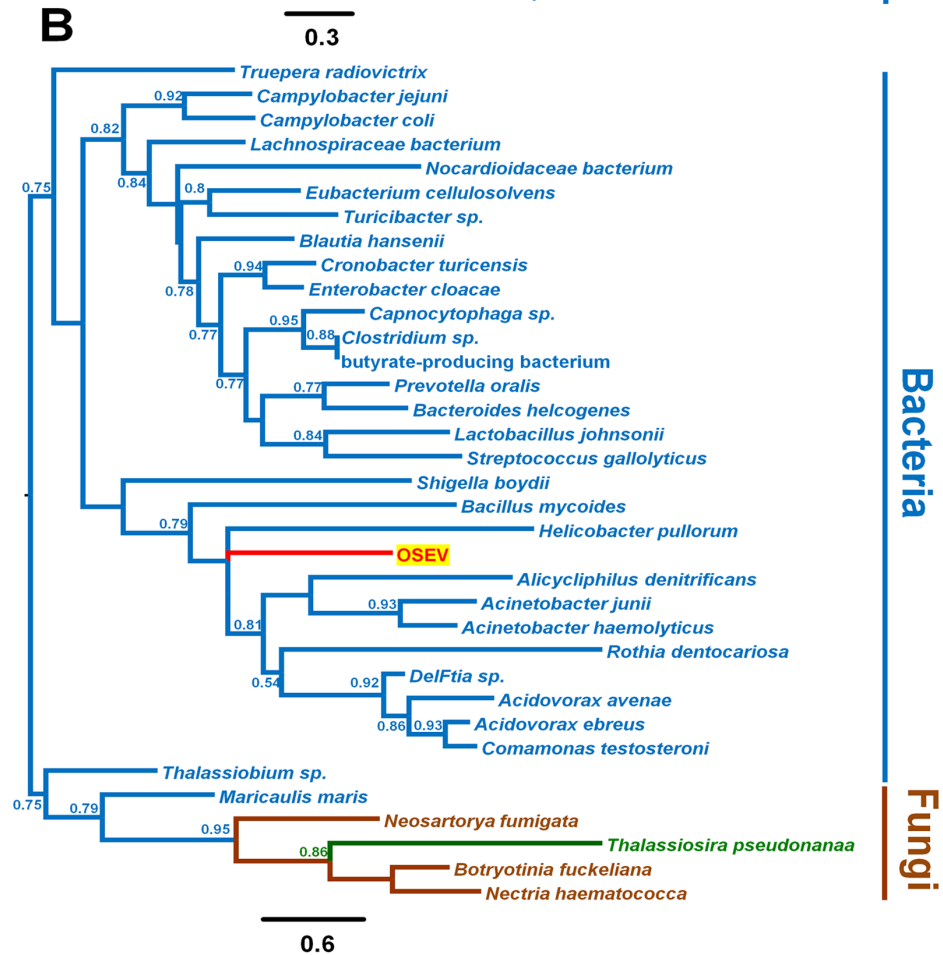 B
0.3
Truepera radiovictrix
0.92
Campylobacter jejuni
Campylobacter coli
0.82
Lachnospiraceae bacterium
Nocardioidaceae bacterium
0.84
0.75
0.8
Eubacterium cellulosolvens
Turicibacter sp.
Blautia hansenii
0.94
Cronobacter turicensis
0.78
Enterobacter cloacae
Capnocytophaga sp.
0.95
0.77
0.88
Clostridium sp.
butyrate-producing bacterium
0.77
0.77
Prevotella oralis
Bacteroides helcogenes
0.84
Lactobacillus johnsonii
Streptococcus gallolyticus
Shigella boydii
Bacillus mycoides
0.79
Helicobacter pullorum
OSEV
Alicycliphilus denitrificans
0.93
Acinetobacter junii
0.81
Acinetobacter haemolyticus
Rothia dentocariosa
0.54
0.92
DelFtia sp.
Acidovorax avenae
0.86
0.93
Acidovorax ebreus
Comamonas testosteroni
Thalassiobium sp.
0.75
0.79
Maricaulis maris
0.95
Neosartorya fumigata
0.86
Thalassiosira pseudonanaa
Botryotinia fuckeliana
Nectria haematococca
0.6
Bacteria
Fungi